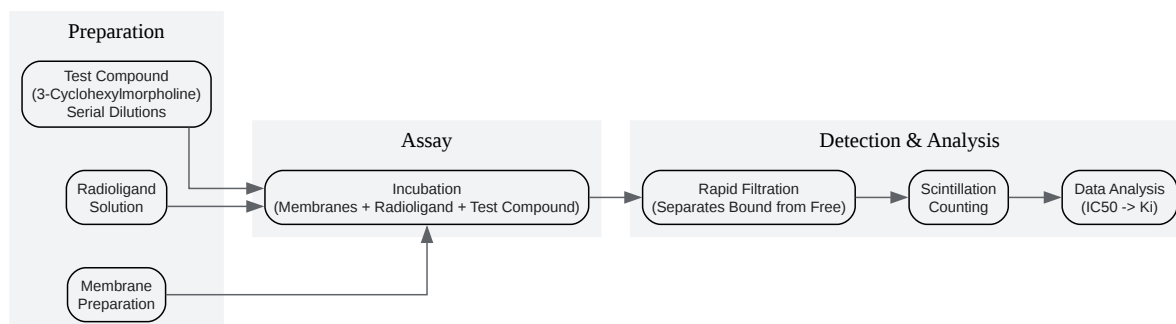 Preparation
Test Compound
(3-Cyclohexylmorpholine)
Serial Dilutions
Radioligand
Solution
Membrane
Preparation
Assay
Incubation
(Membranes + Radioligand + Test Compound)
Detection & Analysis
Rapid Filtration
(Separates Bound from Free)
Scintillation
Counting
Data Analysis
(IC50 -> Ki)